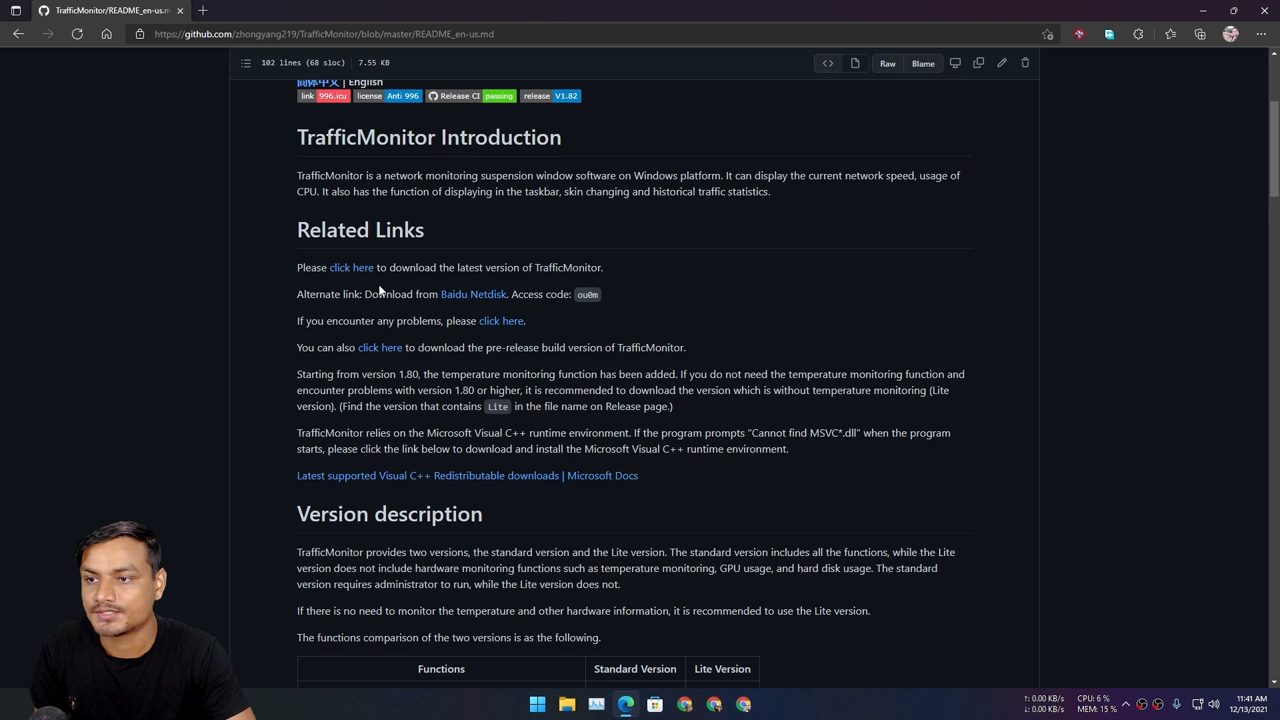 TrafficMonitor/README_en-us.m
https://github.com/zhongyang219/TrafficMonitor/blob/master/README_en-us.md
102 lines (68 sloc) | 7.55 KB
Raw
Blame
简体中文 | English
link 996.icu license Anti 996 Release CI passing release V1.82
TrafficMonitor Introduction
TrafficMonitor is a network monitoring suspension window software on Windows platform. It can display the current network speed, usage of
CPU. It also has the function of displaying in the taskbar, skin changing and historical traffic statistics.
Related Links
Please click here to download the latest version of TrafficMonitor.
Alternate link: Download from Baidu Netdisk. Access code: ou0m
If you encounter any problems, please click here.
You can also click here to download the pre-release build version of TrafficMonitor.
Starting from version 1.80, the temperature monitoring function has been added. If you do not need the temperature monitoring function and
encounter problems with version 1.80 or higher, it is recommended to download the version which is without temperature monitoring (Lite
version). (Find the version that contains Lite in the file name on Release page.)
TrafficMonitor relies on the Microsoft Visual C++ runtime environment. If the program prompts "Cannot find MSVC*.dll" when the program
starts, please click the link below to download and install the Microsoft Visual C++ runtime environment.
Latest supported Visual C++ Redistributable downloads | Microsoft Docs
Version description
TrafficMonitor provides two versions, the standard version and the Lite version. The standard version includes all the functions, while the Lite
version does not include hardware monitoring functions such as temperature monitoring, GPU usage, and hard disk usage. The standard
version requires administrator to run, while the Lite version does not.
If there is no need to monitor the temperature and other hardware information, it is recommended to use the Lite version.
The functions comparison of the two versions is as the following.
Functions Standard Version Lite Version
↑: 0.00 KB/s CPU: 6 %
↓: 0.00 KB/s MEM: 15 %
11:41 AM
12/13/2021